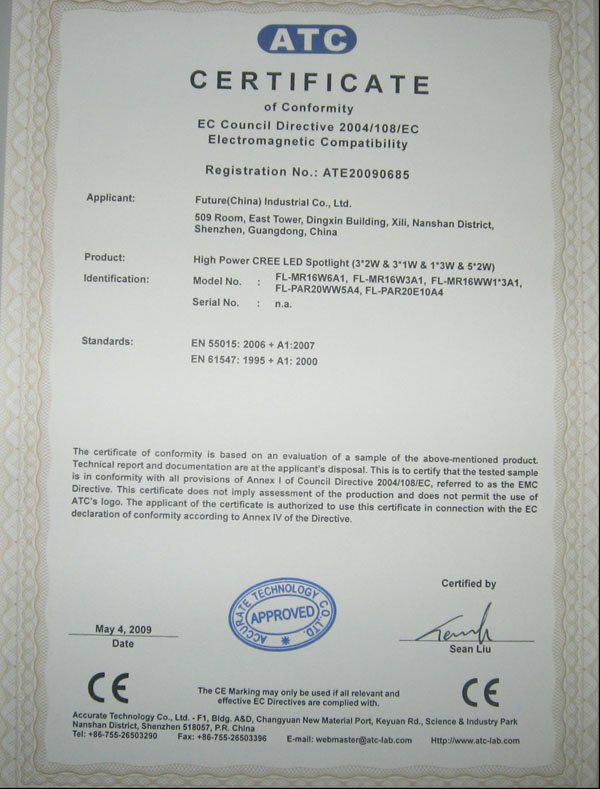 ATC
CERTIFICATE
of Conformity
EC Council Directive 2004/108/EC
Electromagnetic Compatibility
Registration No.: ATE20090685
Applicant: Future(China) Industrial Co., Ltd.
509 Room, East Tower, Dingxin Building, Xili, Nanshan District,
Shenzhen, Guangdong, China
Product: High Power CREE LED Spotlight (3*2W & 3*1W & 1*3W & 5*2W)
Identification: Model No. : FL-MR16W6A1, FL-MR16W3A1, FL-MR16WW1*3A1,
FL-PAR20WW5A4, FL-PAR20E10A4
Serial No. : n.a.
Standards: EN 55015: 2006 + A1:2007
EN 61547: 1995 + A1: 2000
The certificate of conformity is based on an evaluation of a sample of the above-mentioned product.
Technical report and documentation are at the applicant's disposal. This is to certify that the tested sample
is in conformity with all provisions of Annex I of Council Directive 2004/108/EC, referred to as the EMC
Directive. This certificate does not imply assessment of the production and does not permit the use of
ATC's logo. The applicant of the certificate is authorized to use this certificate in connection with the EC
declaration of conformity according to Annex IV of the Directive.
Certified by
ACCURATE TECHNOLOGY CO.,LTD.
APPROVED
May 4, 2009
Date
Sean Liu
CE
The CE Marking may only be used if all relevant and
effective EC Directives are complied with.
CE
Accurate Technology Co., Ltd. - F1, Bldg. A&D, Changyuan New Material Port, Keyuan Rd., Science & Industry Park
Nanshan District, Shenzhen 518057, P.R. China
Tel: +86-755-26503290 Fax: +86-755-26503396 E-mail: webmaster@atc-lab.com Http://www.atc-lab.com